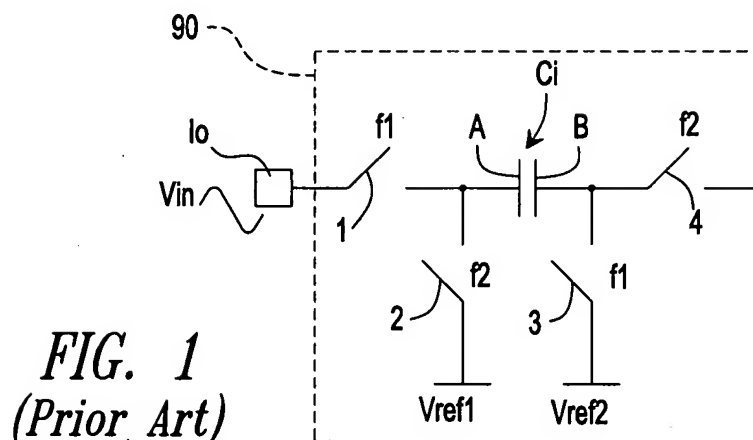 90
Ci
Io
f1
A
B
f2
Vin
1
4
2
f2
3
f1
FIG. 1
(Prior Art)
Vref1
Vref2